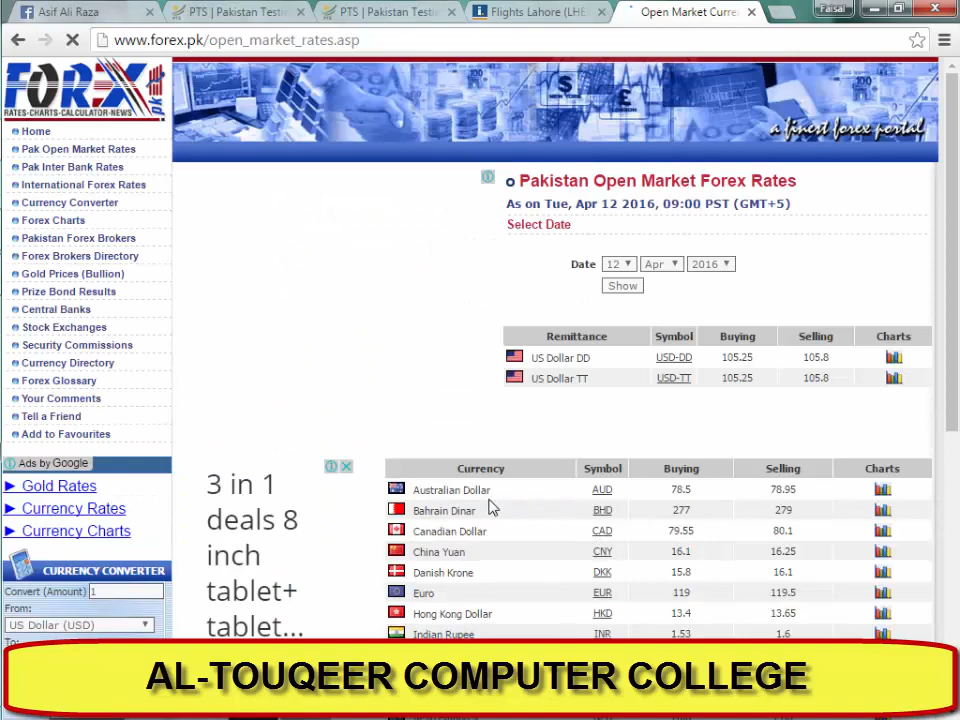 Asif Ali Raza
PTS | Pakistan Testi
PTS | Pakistan Testi
Flights Lahore (LHE
Open Market Curre
Faisal
www.forex.pk/open_market_rates.asp
FOREX
pk
RATES-CHARTS-CALCULATOR-NEWS
$
NEW YORK
£
LONDON
a finest forex portal
Home
Pak Open Market Rates
Pak Inter Bank Rates
International Forex Rates
Currency Converter
Forex Charts
Pakistan Forex Brokers
Forex Brokers Directory
Gold Prices (Bullion)
Prize Bond Results
Central Banks
Stock Exchanges
Security Commissions
Currency Directory
Forex Glossary
Your Comments
Tell a Friend
Add to Favourites
Ads by Google
► Gold Rates
► Currency Rates
► Currency Charts
CURRENCY CONVERTER
Convert (Amount) 1
From:
US Dollar (USD)
To:
Pakistan Open Market Forex Rates
As on Tue, Apr 12 2016, 09:00 PST (GMT+5)
Select Date
Date 12 Apr 2016
Show
Remittance Symbol Buying Selling Charts
US Dollar DD USD-DD 105.25 105.8
US Dollar TT USD-TT 105.25 105.8
3 in 1
deals 8
inch
tablet+
tablet...
Currency Symbol Buying Selling Charts
Australian Dollar AUD 78.5 78.95
Bahrain Dinar BHD 277 279
Canadian Dollar CAD 79.55 80.1
China Yuan CNY 16.1 16.25
Danish Krone DKK 15.8 16.1
Euro EUR 119 119.5
Hong Kong Dollar HKD 13.4 13.65
Indian Rupee INR 1.53 1.6
AL-TOUQEER COMPUTER COLLEGE